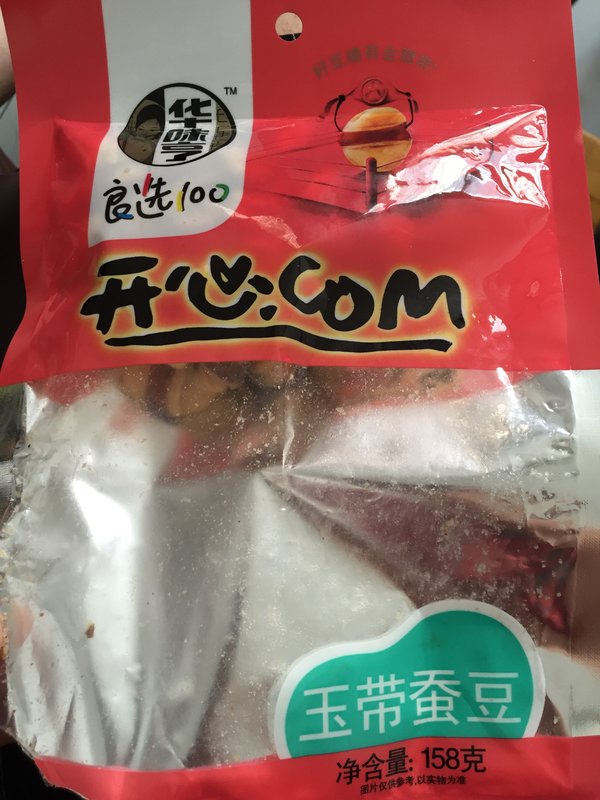 华味亨
TM
良选100
开心.COM
玉带蚕豆
净含量: 158克
图片仅供参考,以实物为准